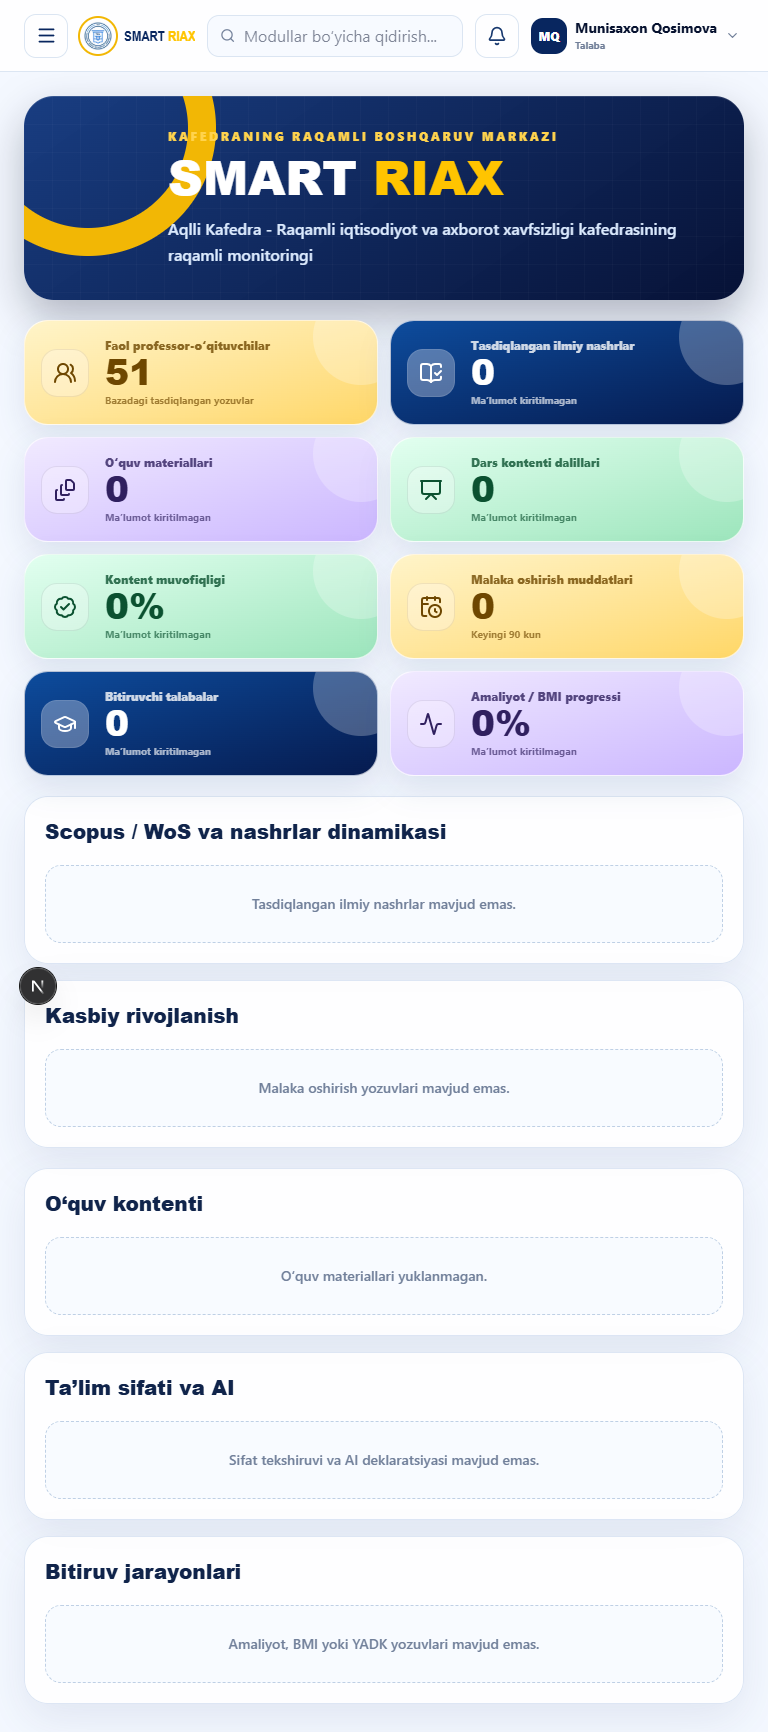 SMART RIAX
Modullar bo‘yicha qidirish...
MQ
Munisaxon Qosimova
Talaba
KAFEDRANING RAQAMLI BOSHQARUV MARKAZI
SMART RIAX
Aqlli Kafedra - Raqamli iqtisodiyot va axborot xavfsizligi kafedrasining
raqamli monitoringi
Faol professor-o‘qituvchilar
51
Bazadagi tasdiqlangan yozuvlar
Tasdiqlangan ilmiy nashrlar
0
Ma’lumot kiritilmagan
O‘quv materiallari
0
Ma’lumot kiritilmagan
Dars kontenti dalillari
0
Ma’lumot kiritilmagan
Kontent muvofiqligi
0%
Ma’lumot kiritilmagan
Malaka oshirish muddatlari
0
Keyingi 90 kun
Bitiruvchi talabalar
0
Ma’lumot kiritilmagan
Amaliyot / BMI progressi
0%
Ma’lumot kiritilmagan
Scopus / WoS va nashrlar dinamikasi
Tasdiqlangan ilmiy nashrlar mavjud emas.
N
Kasbiy rivojlanish
Malaka oshirish yozuvlari mavjud emas.
O‘quv kontenti
O‘quv materiallari yuklanmagan.
Ta’lim sifati va AI
Sifat tekshiruvi va AI deklaratsiyasi mavjud emas.
Bitiruv jarayonlari
Amaliyot, BMI yoki YADK yozuvlari mavjud emas.